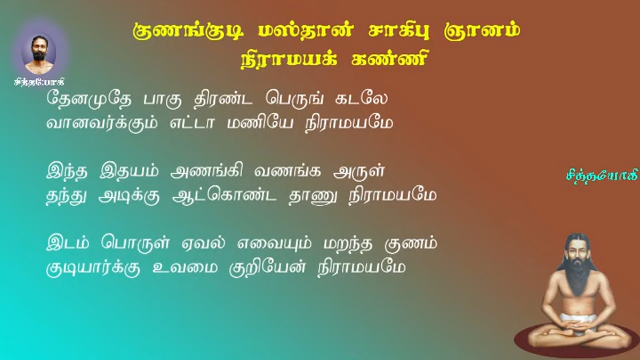 குணங்குடி மஸ்தான் சாகிபு ஞானம்
நிராமயக் கண்ணி
சித்தயோகி
தேனமுதே பாகு திரண்ட பெருங் கடலே
வானவர்க்கும் எட்டா மணியே நிராமயமே
இந்த இதயம் அணங்கி வணங்க அருள்
தந்து அடிக்கு ஆட்கொண்ட தாணு நிராமயமே
சித்தயோகி
இடம் பொருள் ஏவல் எவையும் மறந்த குணம்
குடியார்க்கு உவமை குறியேன் நிராமயமே